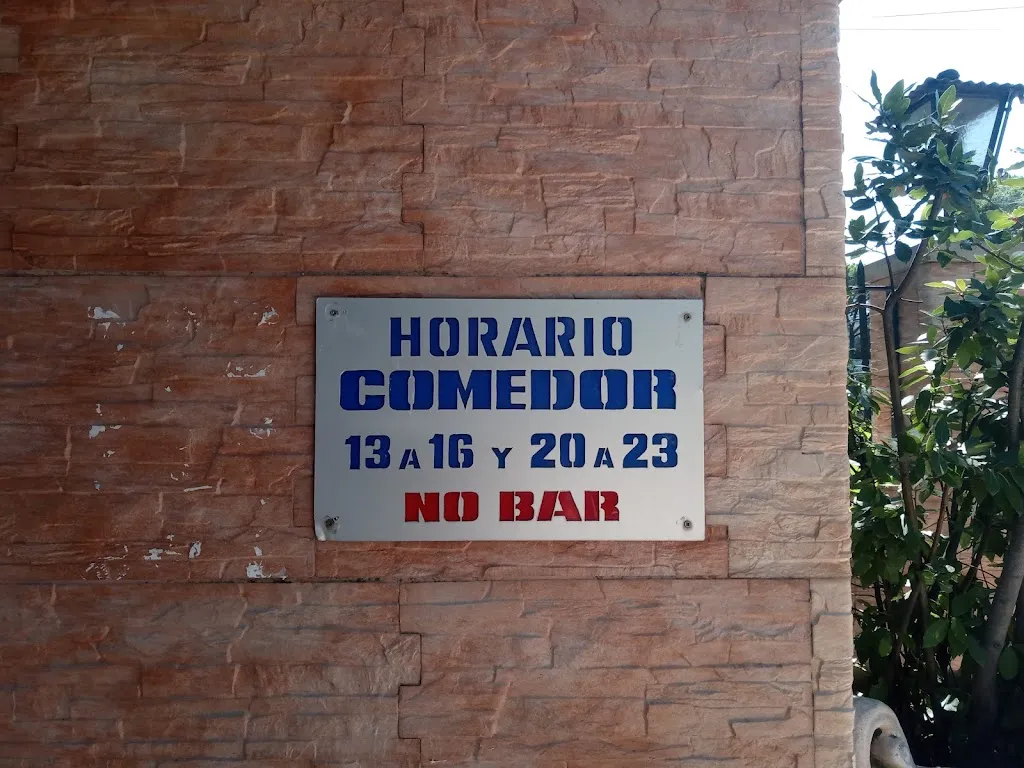 HORARIO
COMEDOR
13 A 16 Y 20 A 23
NO BAR